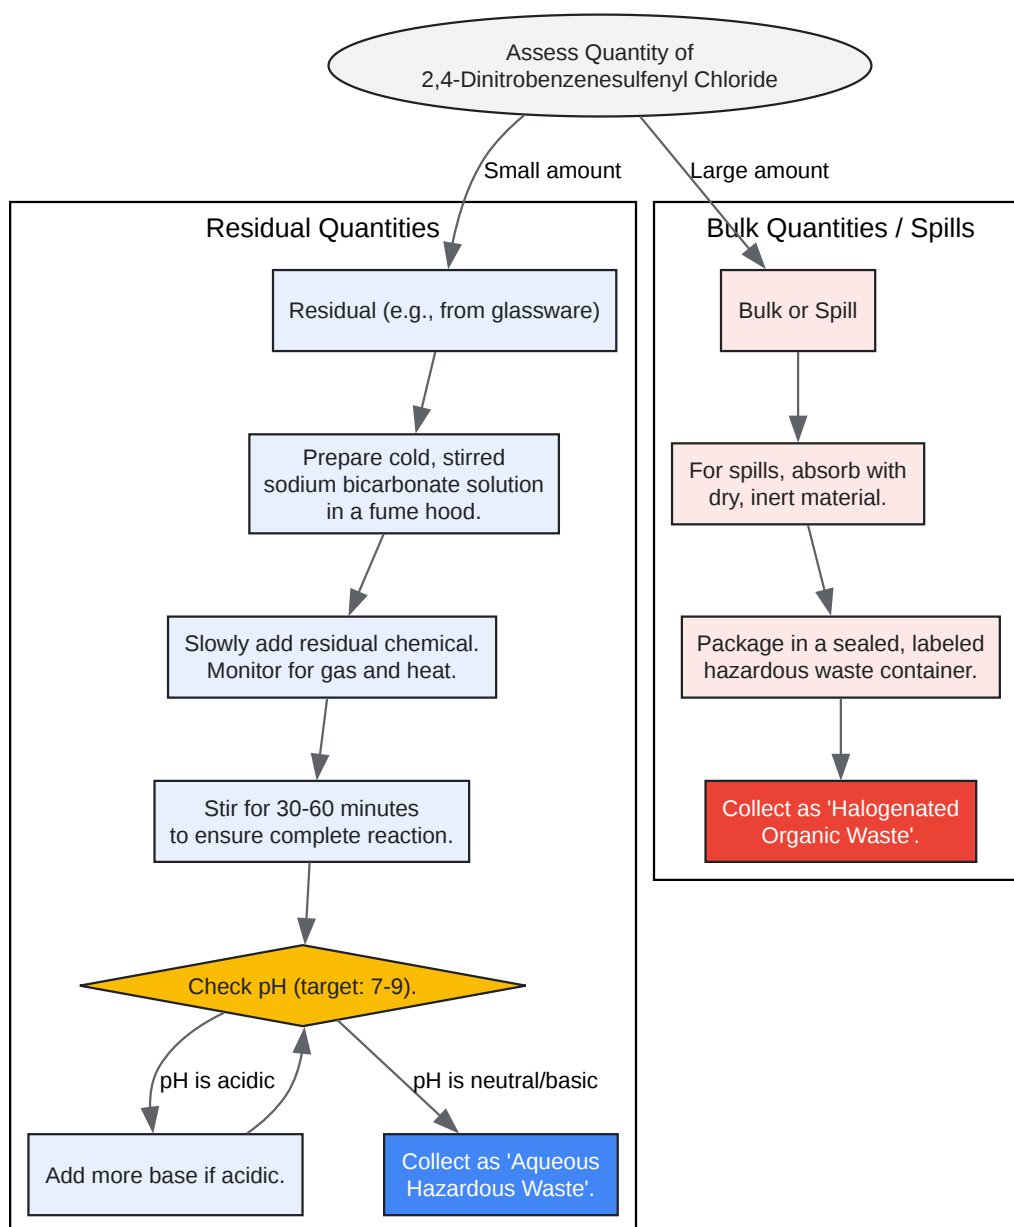 Assess Quantity of
2,4-Dinitrobenzenesulfenyl Chloride
Small amount
Large amount
Residual Quantities
Bulk Quantities / Spills
Residual (e.g., from glassware)
Bulk or Spill
Prepare cold, stirred
sodium bicarbonate solution
in a fume hood.
For spills, absorb with
dry, inert material.
Slowly add residual chemical.
Monitor for gas and heat.
Package in a sealed, labeled
hazardous waste container.
Stir for 30-60 minutes
to ensure complete reaction.
Collect as 'Halogenated
Organic Waste'.
Check pH (target: 7-9).
pH is acidic
pH is neutral/basic
Add more base if acidic.
Collect as 'Aqueous
Hazardous Waste'.